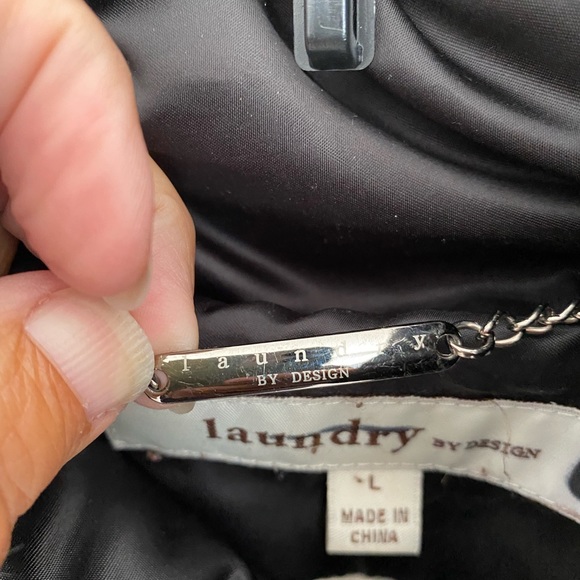 laundry
BY DESIGN
laundry BY DESIGN
L
MADE IN
CHINA